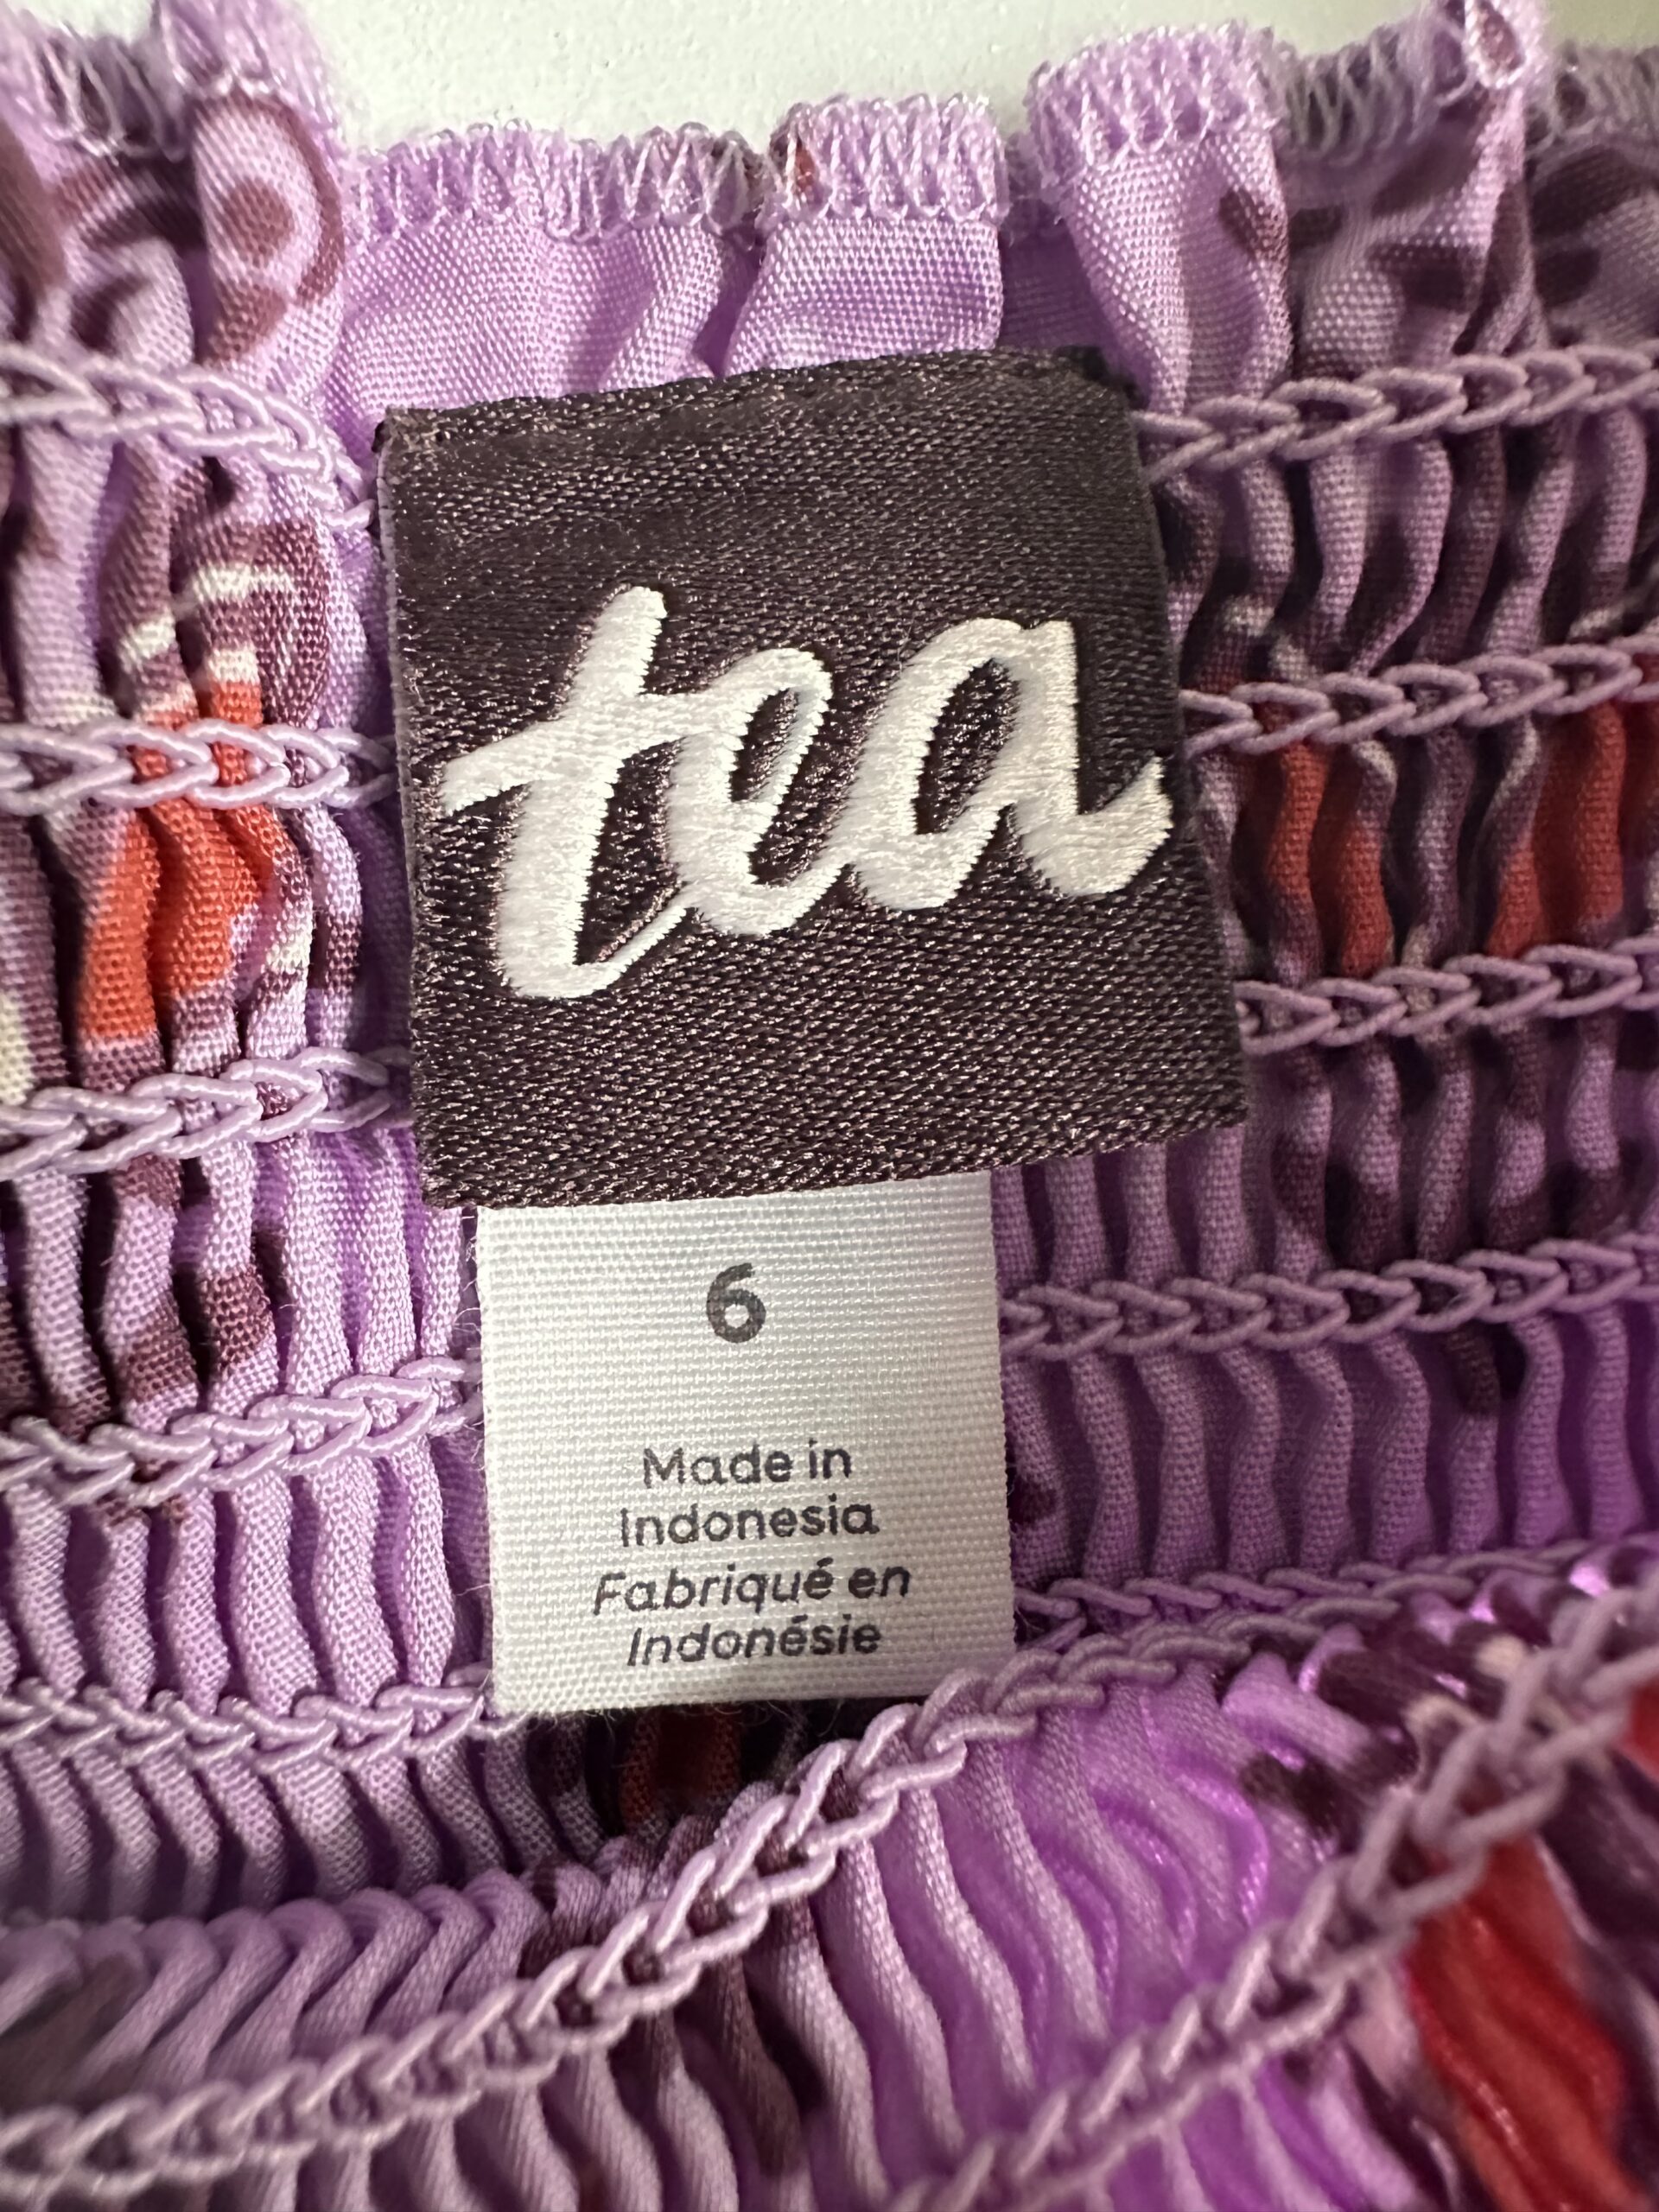 tea
6
Made in
Indonesia
Fabriqué en
Indonésie